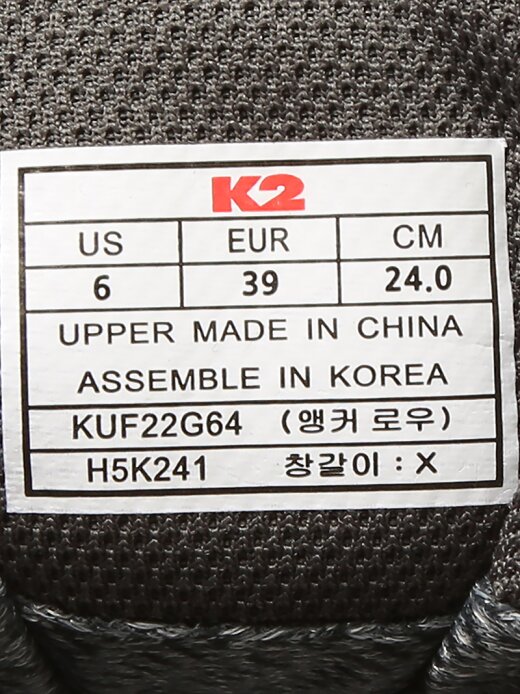 K2
US EUR CM
6 39 24.0
UPPER MADE IN CHINA
ASSEMBLE IN KOREA
KUF22G64 (앵커 로우)
H5K241 창갈이 : X